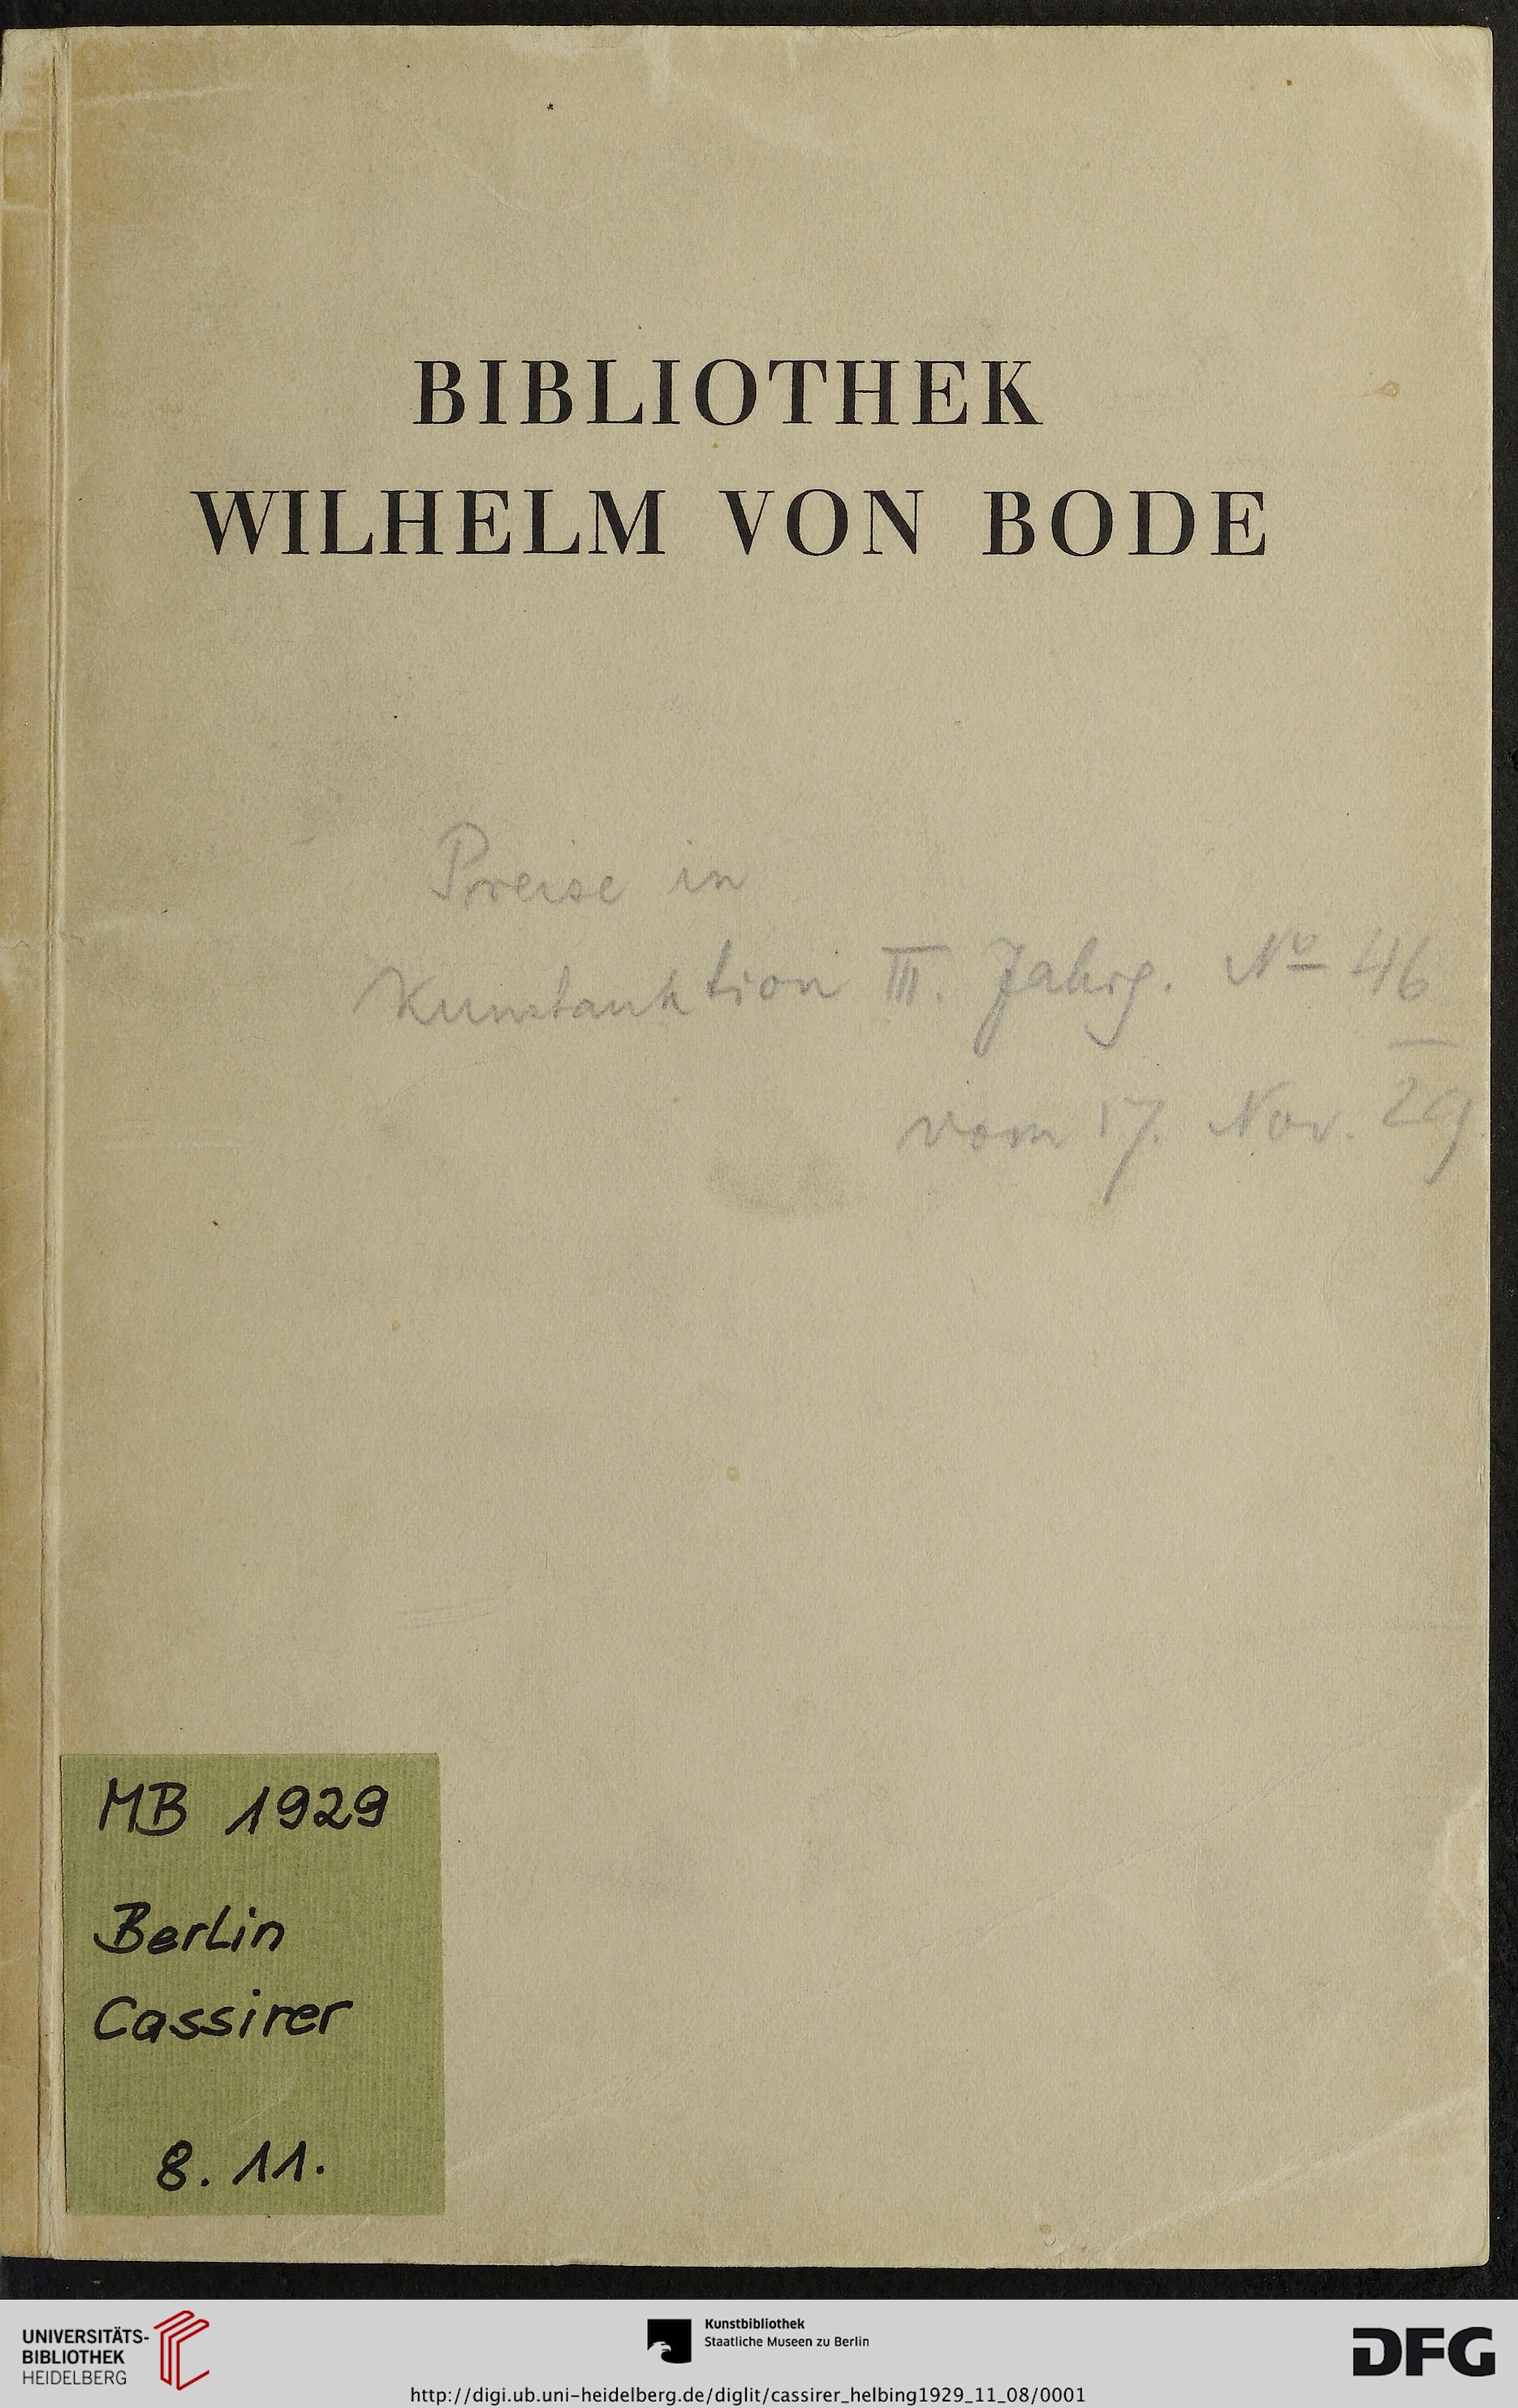 BIBLIOTHEK
WILHELM VON BODE
Preise in
Kunstauktion III. Jahrg. No 46
vom 17. Nov. 29.
MB 1929
Berlin
Cassirer
8. 11.
UNIVERSITÄTS-
BIBLIOTHEK
HEIDELBERG
Kunstbibliothek
Staatliche Museen zu Berlin
DFG
http://digi.ub.uni-heidelberg.de/diglit/cassirer_helbing1929_11_08/0001